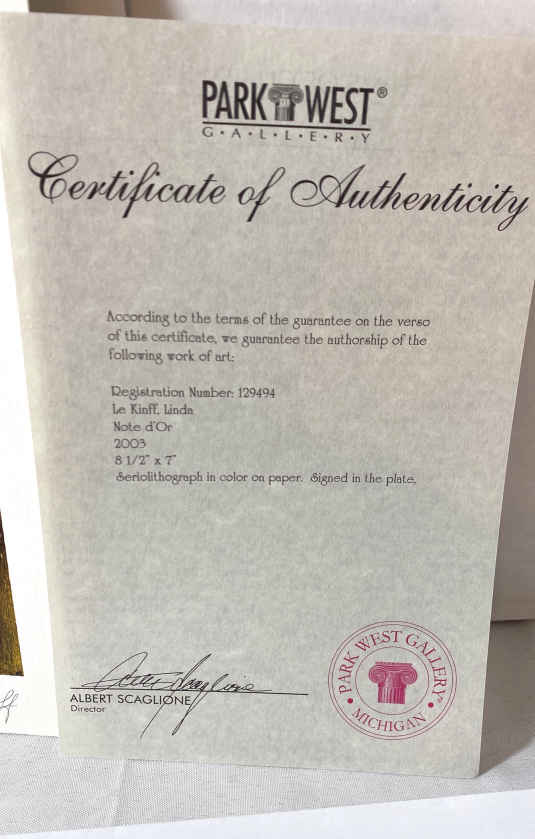 PARK WEST®
G·A·L·L·E·R·Y
Certificate of Authenticity
According to the terms of the guarantee on the verso
of this certificate, we guarantee the authorship of the
following work of art:
Registration Number: 129494
Le Kinff, Linda
Note d'Or
2003
8 1/2" x 7"
Seriolithograph in color on paper. Signed in the plate.
ALBERT SCAGLIONE
Director
PARK WEST GALLERY
• MICHIGAN •